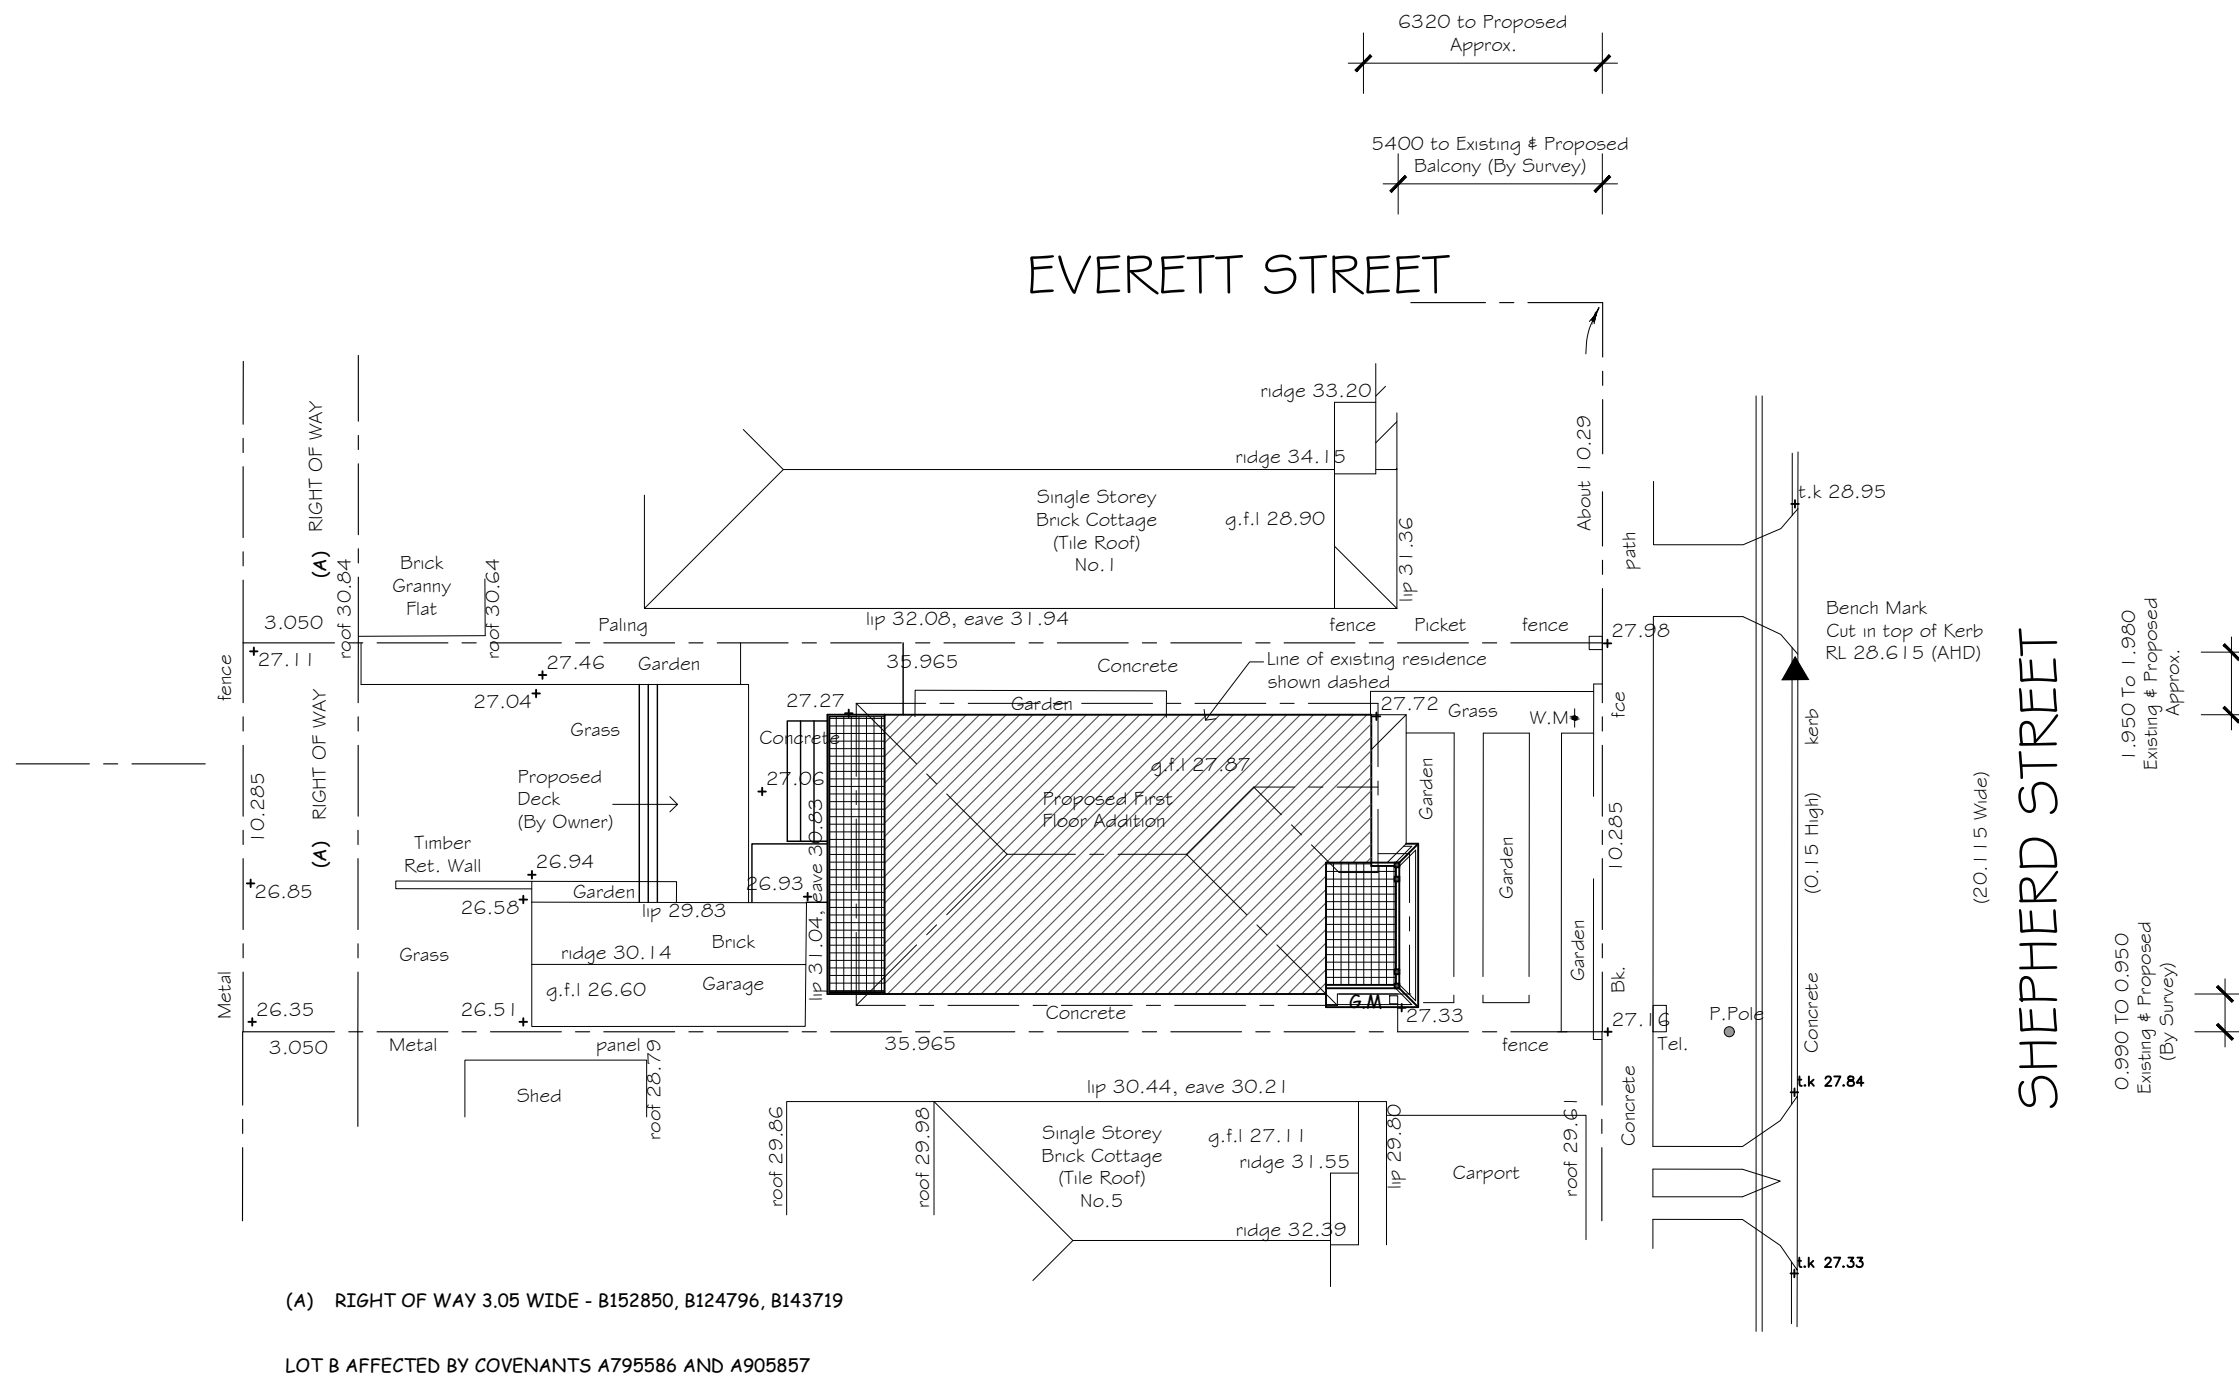 6320 to Proposed
Approx.
5400 to Existing & Proposed
Balcony (By Survey)
EVERETT STREET
ridge 33.20
ridge 34.15
Single Storey
Brick Cottage
(Tile Roof)
No.1
g.f.l 28.90
lip 31.36
About 10.29
path
t.k 28.95
(A) RIGHT OF WAY
roof 30.84
Brick
Granny
Flat
roof 30.64
3.050
Paling
lip 32.08, eave 31.94
fence
Picket
fence
27.98
Bench Mark
Cut in top of Kerb
RL 28.615 (AHD)
fence
27.11
27.46
Garden
35.965
Concrete
Line of existing residence
shown dashed
27.04
27.27
Garden
27.72
Grass
W.M
fce
kerb
1.950 To 1.980
Existing & Proposed
Approx.
(A) RIGHT OF WAY
Grass
Concrete
g.f.l 27.87
27.06
Proposed
Deck
(By Owner)
Proposed First
Floor Addition
Garden
Garden
Garden
10.285
10.285
(0.15 High)
(20.115 Wide)
SHEPHERD STREET
Timber
Ret. Wall
26.94
26.93
26.85
Garden
26.58
lip 29.83
lip 31.04, eave 30.83
Brick
ridge 30.14
Grass
Garage
g.f.l 26.60
Metal
26.35
26.51
Concrete
G.M
27.33
Bk.
27.16
P.Pole
Concrete
0.990 TO 0.950
Existing & Proposed
(By Survey)
3.050
Metal
panel
35.965
fence
Tel.
Shed
roof 28.79
lip 30.44, eave 30.21
t.k 27.84
Concrete
roof 29.86
roof 29.98
Single Storey
Brick Cottage
(Tile Roof)
No.5
g.f.l 27.11
ridge 31.55
lip 29.80
Carport
roof 29.61
ridge 32.39
t.k 27.33
(A) RIGHT OF WAY 3.05 WIDE - B152850, B124796, B143719
LOT B AFFECTED BY COVENANTS A795586 AND A905857